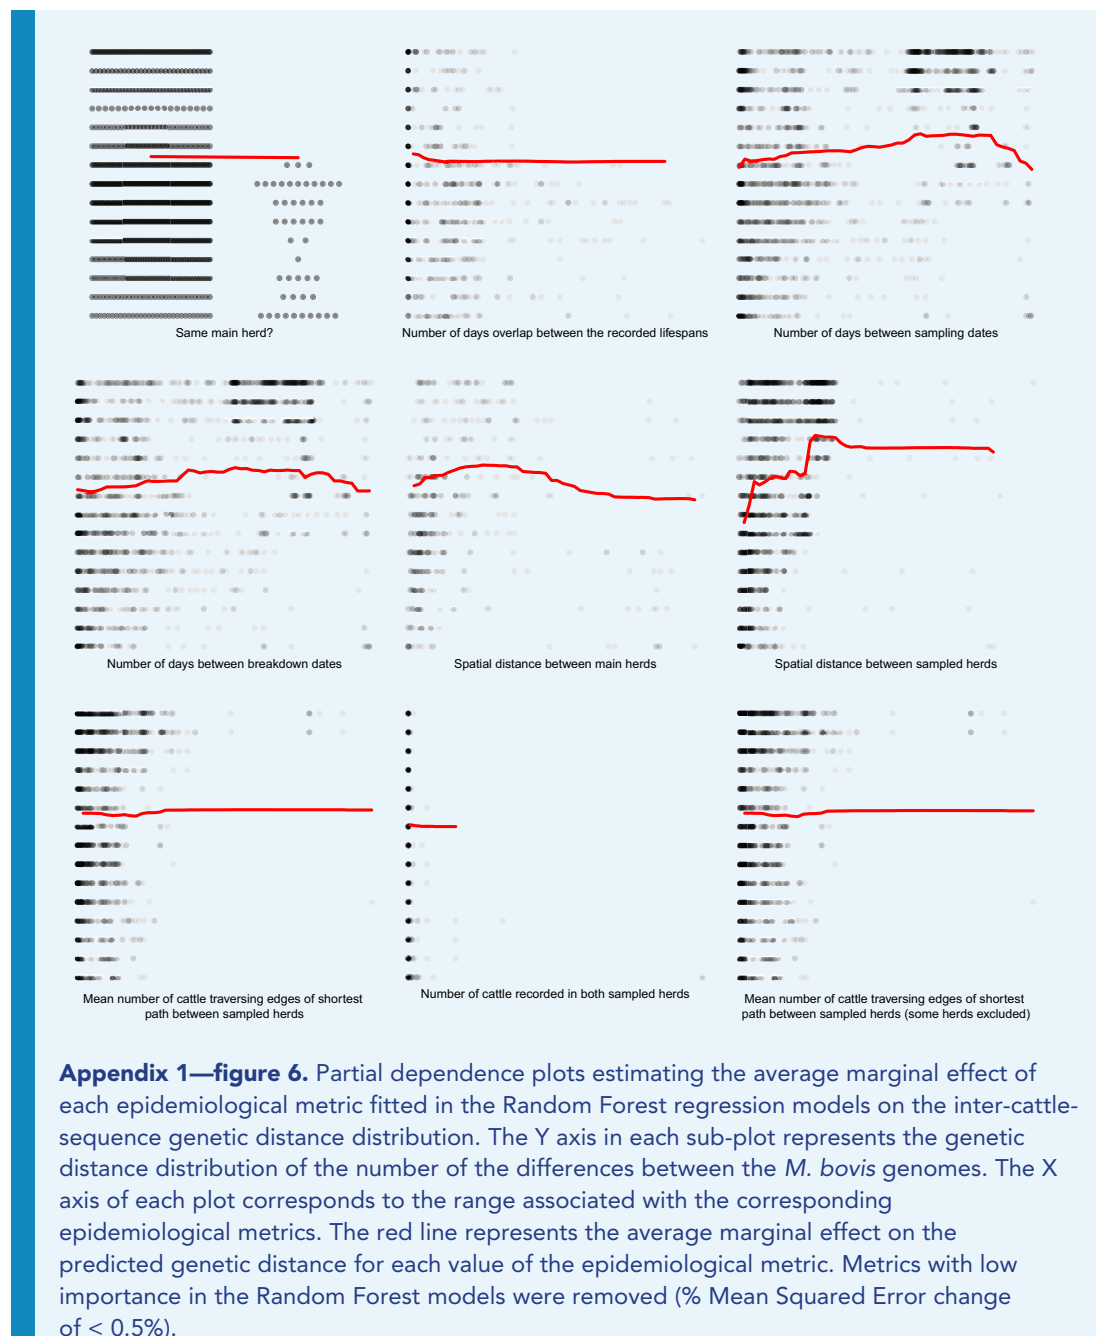 Same main herd?
Number of days overlap between the recorded lifespans
Number of days between sampling dates
Number of days between breakdown dates
Spatial distance between main herds
Spatial distance between sampled herds
Mean number of cattle traversing edges of shortest
path between sampled herds
Number of cattle recorded in both sampled herds
Mean number of cattle traversing edges of shortest
path between sampled herds (some herds excluded)
Appendix 1—figure 6. Partial dependence plots estimating the average marginal effect of
each epidemiological metric fitted in the Random Forest regression models on the inter-cattle-
sequence genetic distance distribution. The Y axis in each sub-plot represents the genetic
distance distribution of the number of the differences between the M. bovis genomes. The X
axis of each plot corresponds to the range associated with the corresponding
epidemiological metrics. The red line represents the average marginal effect on the
predicted genetic distance for each value of the epidemiological metric. Metrics with low
importance in the Random Forest models were removed (% Mean Squared Error change
of < 0.5%).